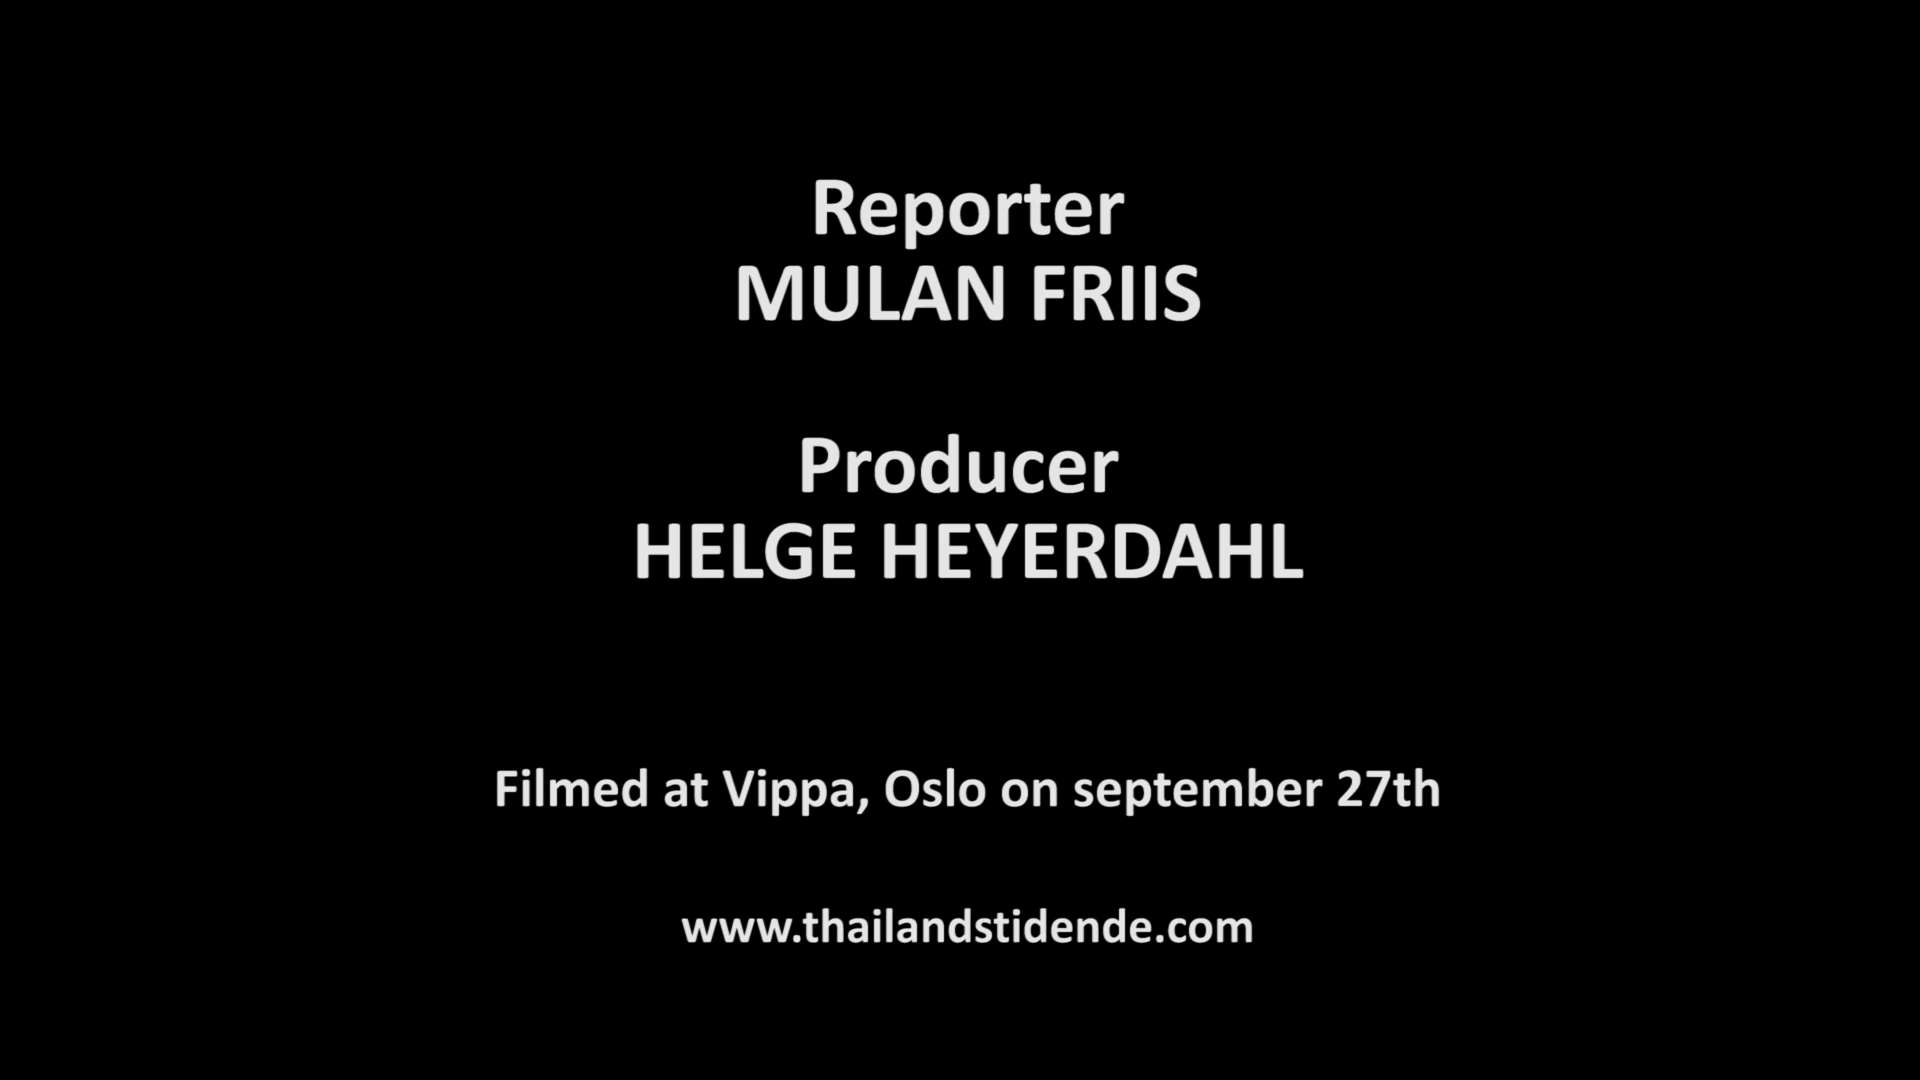 Reporter
MULAN FRIIS
Producer
HELGE HEYERDAHL
Filmed at Vippa, Oslo on september 27th
www.thailandstidende.com